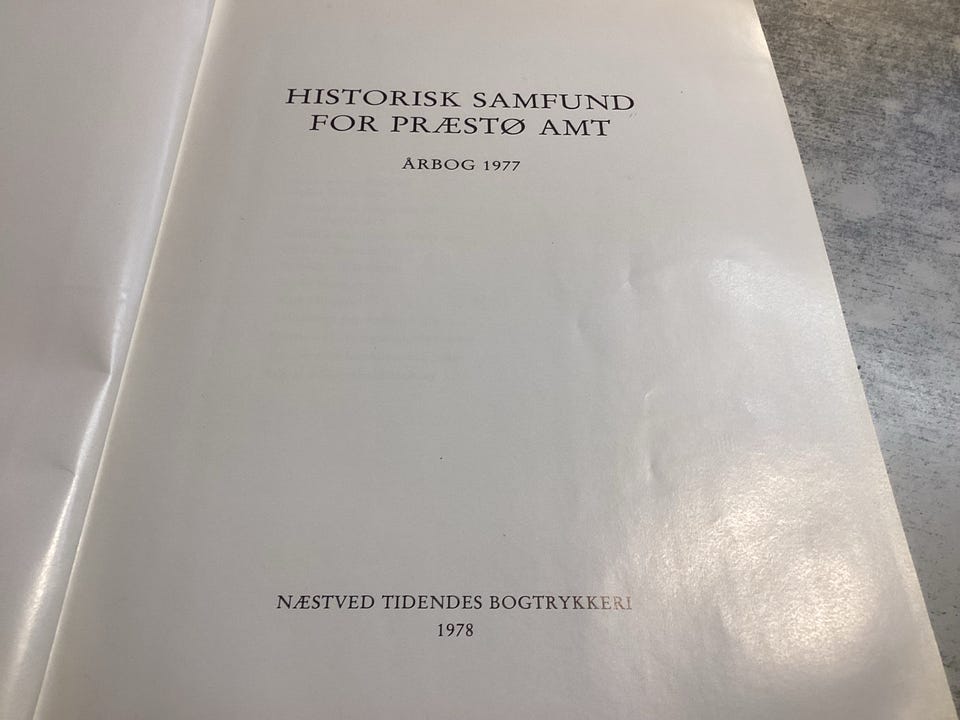 HISTORISK SAMFUND
FOR PRÆSTØ AMT
ÅRBOG 1977
NÆSTVED TIDENDES BOGTRYKKERI
1978